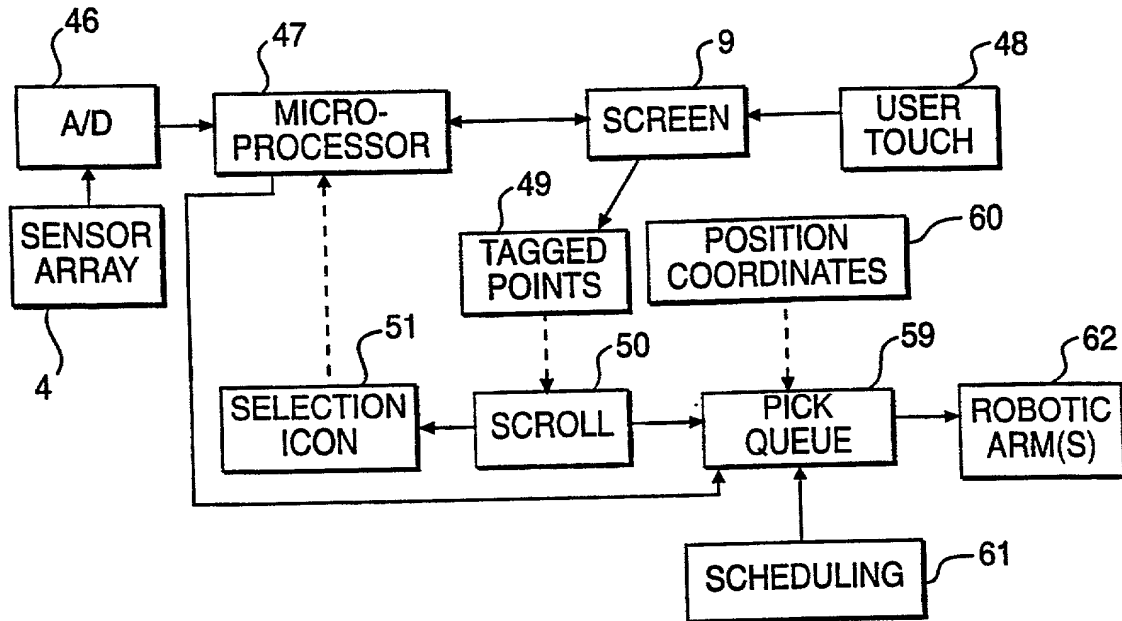 46
47
9
48
A/D
MICRO-
PROCESSOR
SCREEN
USER
TOUCH
49
60
SENSOR
ARRAY
TAGGED
POINTS
POSITION
COORDINATES
4
51
50
59
62
SELECTION
ICON
SCROLL
PICK
QUEUE
ROBOTIC
ARM(S)
SCHEDULING
61